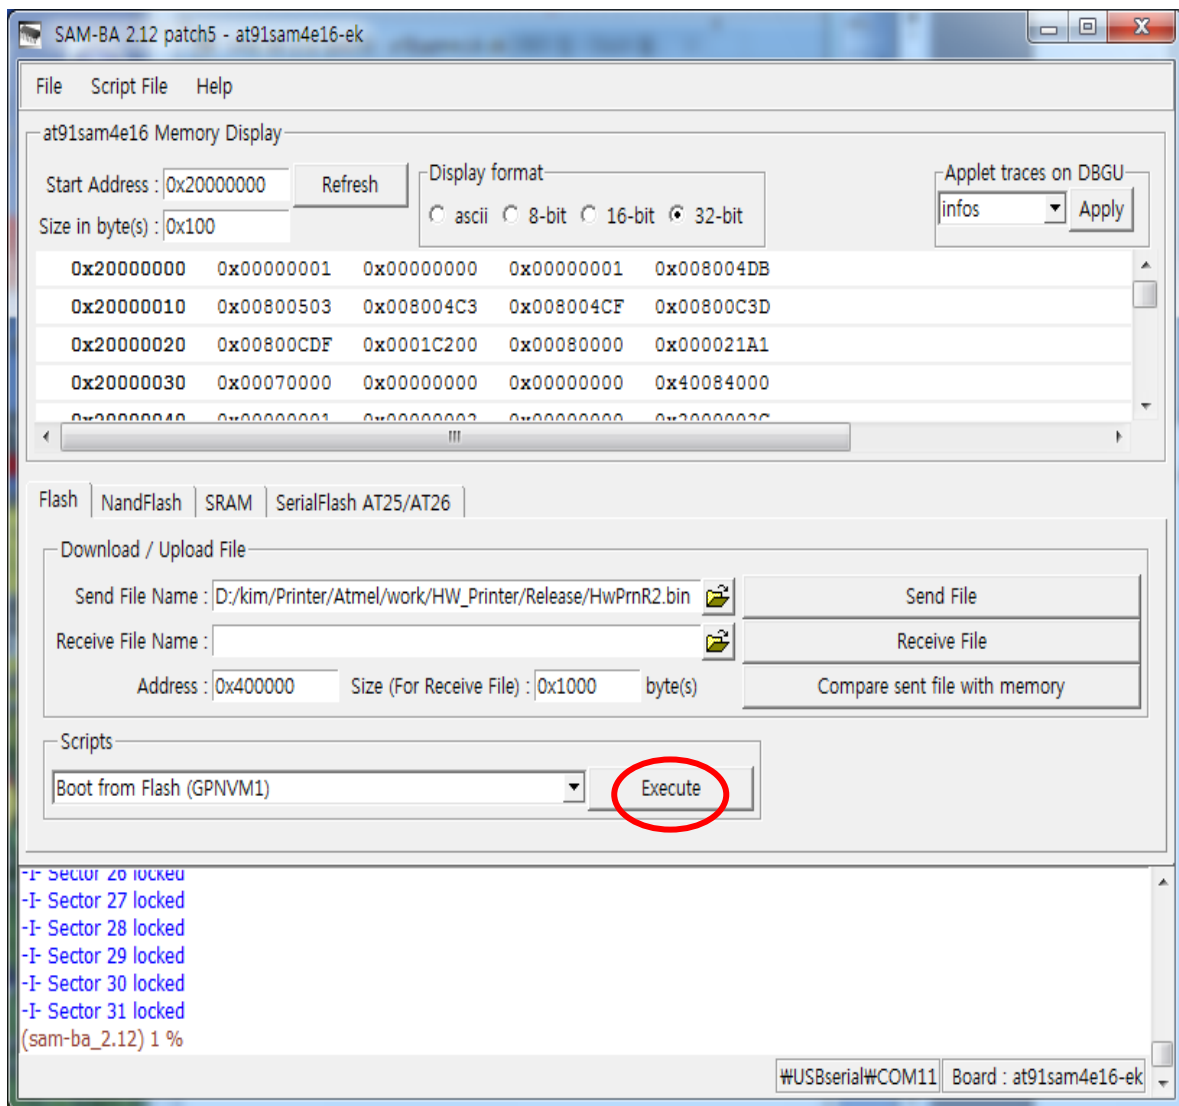 SAM-BA 2.12 patch5 - at91sam4e16-ek
File Script File Help
at91sam4e16 Memory Display
Start Address : 0x20000000 Refresh
Size in byte(s) : 0x100
Display format
ascii 8-bit 16-bit 32-bit
Applet traces on DBGU
infos Apply
0x20000000 0x00000001 0x00000000 0x00000001 0x008004DB
0x20000010 0x00800503 0x008004C3 0x008004CF 0x00800C3D
0x20000020 0x00800CDF 0x0001C200 0x00080000 0x000021A1
0x20000030 0x00070000 0x00000000 0x00000000 0x40084000
Flash NandFlash SRAM SerialFlash AT25/AT26
Download / Upload File
Send File Name : D:/kim/Printer/Atmel/work/HW_Printer/Release/HwPrnR2.bin Send File
Receive File Name : Receive File
Address : 0x400000 Size (For Receive File) : 0x1000 byte(s) Compare sent file with memory
Scripts
Boot from Flash (GPNVM1) Execute
-I- Sector 26 locked
-I- Sector 27 locked
-I- Sector 28 locked
-I- Sector 29 locked
-I- Sector 30 locked
-I- Sector 31 locked
(sam-ba_2.12) 1 %
₩USBserial₩COM11 Board : at91sam4e16-ek